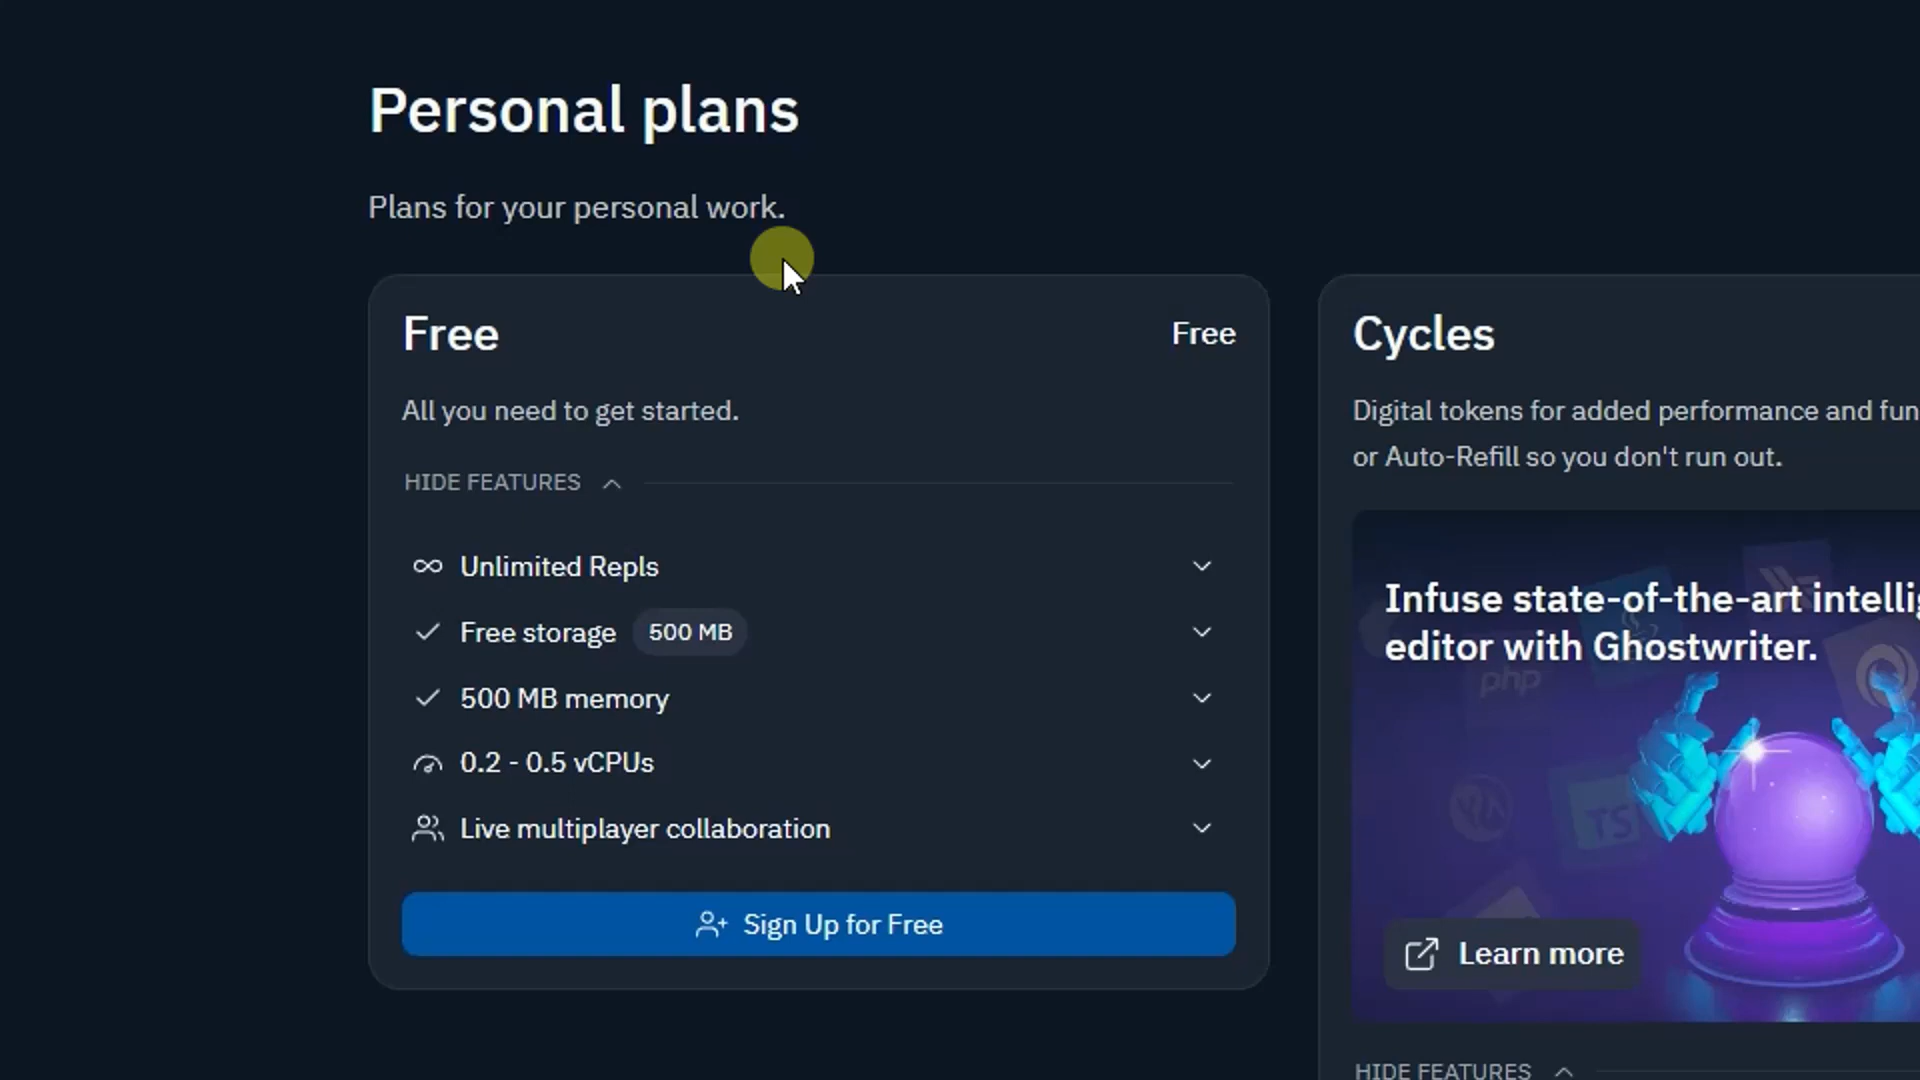 Personal plans
Plans for your personal work.
Free
Free
All you need to get started.
HIDE FEATURES
Unlimited Repls
Free storage 500 MB
500 MB memory
0.2 - 0.5 vCPUs
Live multiplayer collaboration
Sign Up for Free
Cycles
Digital tokens for added performance and fun
or Auto-Refill so you don't run out.
Infuse state-of-the-art intellig
editor with Ghostwriter.
php
TS
Learn more
HIDE FEATURES